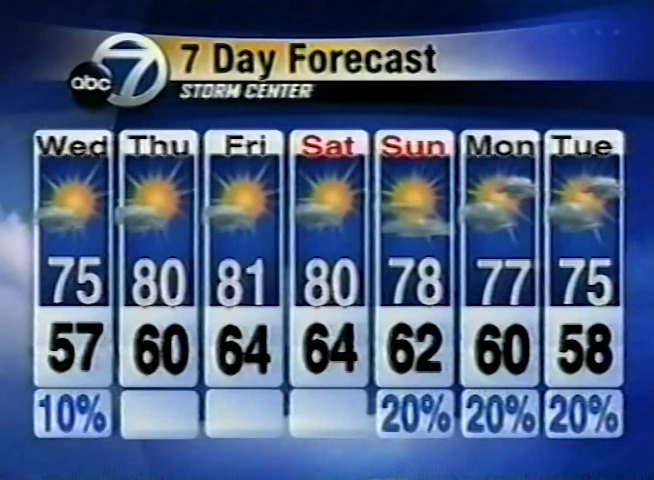 abc 7
7 Day Forecast
STORM CENTER
Wed Thu Fri Sat Sun Mon Tue
75 80 81 80 78 77 75
57 60 64 64 62 60 58
10% 20% 20% 20%